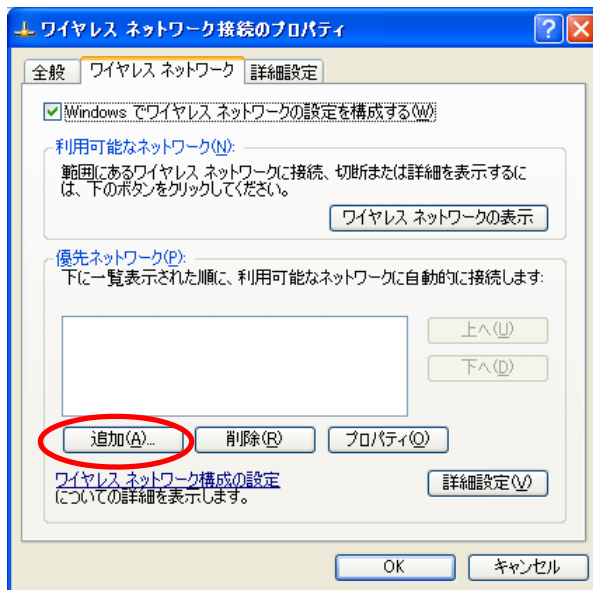 ワイヤレス ネットワーク接続のプロパティ
全般 ワイヤレス ネットワーク 詳細設定
Windows でワイヤレス ネットワークの設定を構成する(W)
利用可能なネットワーク(N):
範囲にあるワイヤレス ネットワークに接続、切断または詳細を表示するに
は、下のボタンをクリックしてください。
ワイヤレス ネットワークの表示
優先ネットワーク(P):
下に一覧表示された順に、利用可能なネットワークに自動的に接続します:
上へ(U)
下へ(D)
追加(A)... 削除(R) プロパティ(O)
ワイヤレス ネットワーク構成の設定
についての詳細を表示します。
詳細設定(V)
OK キャンセル